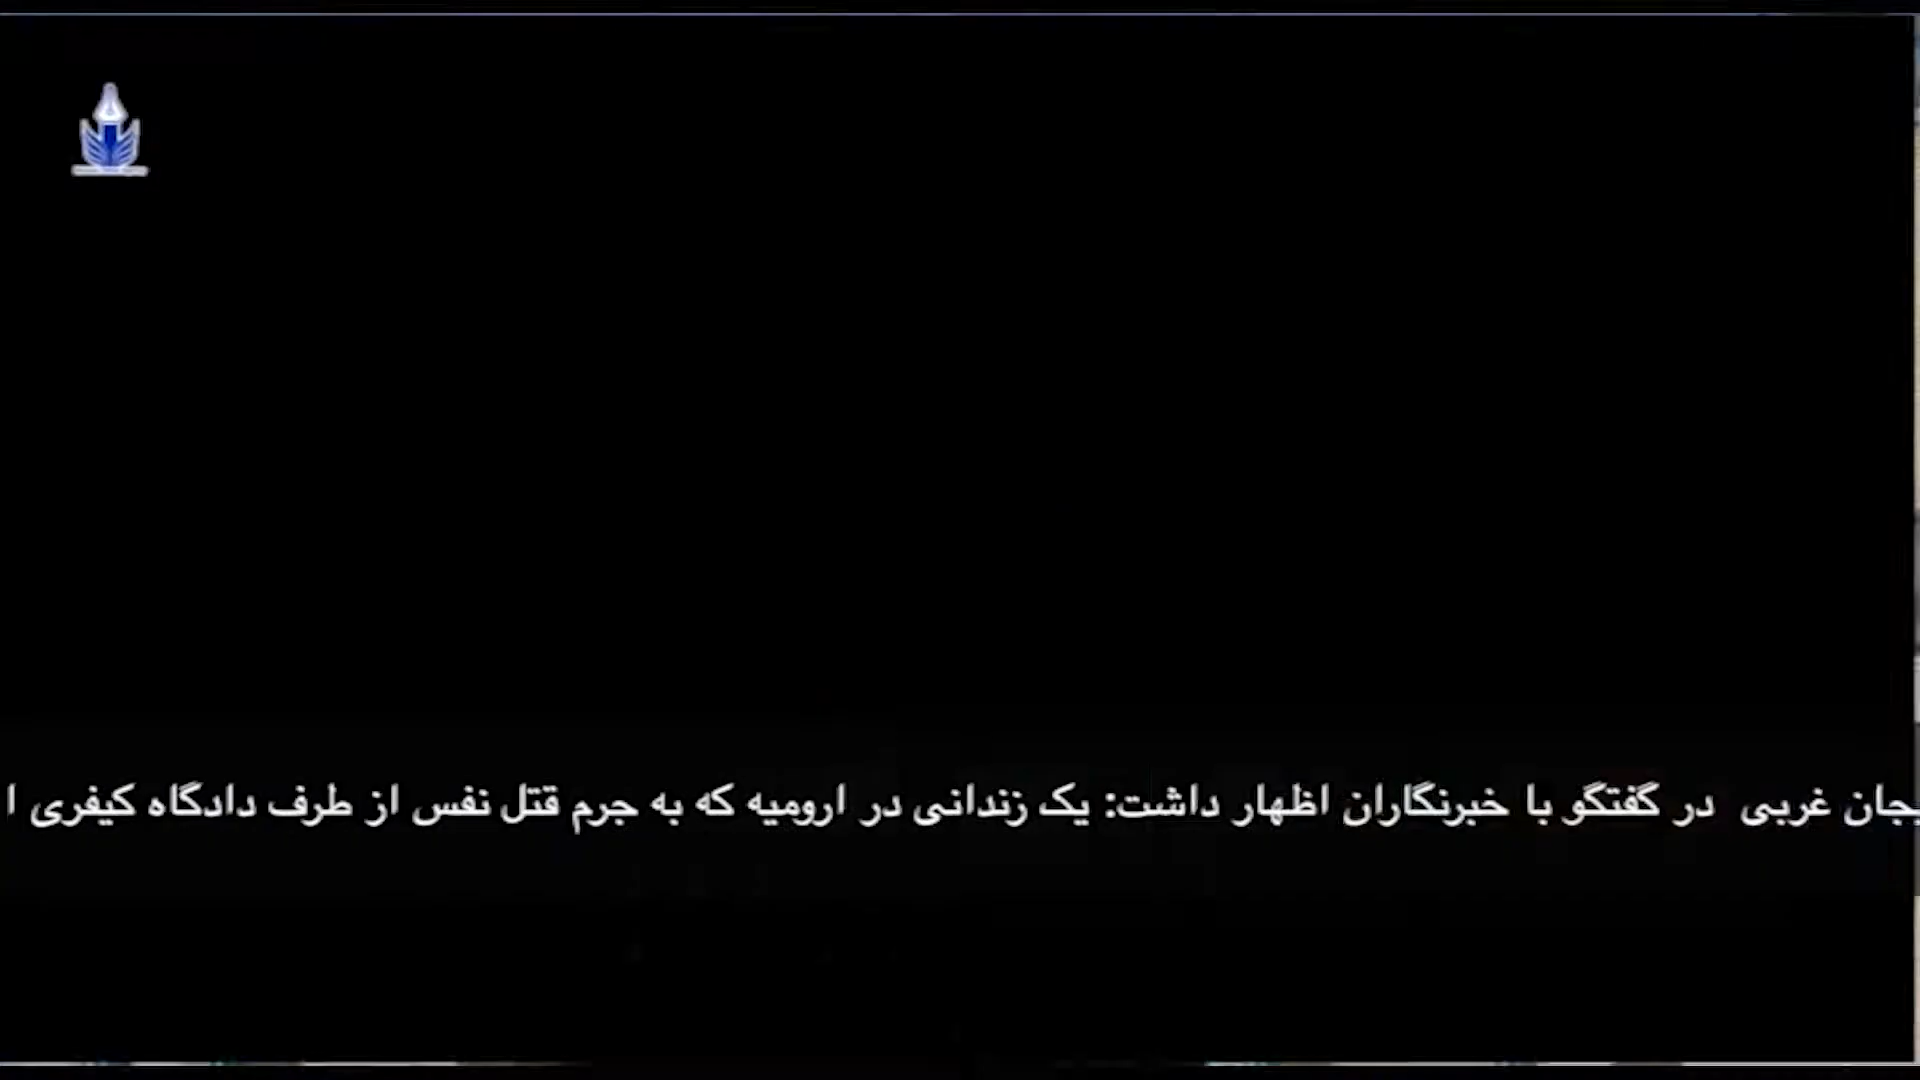 یجان غربی در گفتگو با خبرنگاران اظهار داشت: یک زندانی در ارومیه که به جرم قتل نفس از طرف دادگاه کیفری ا